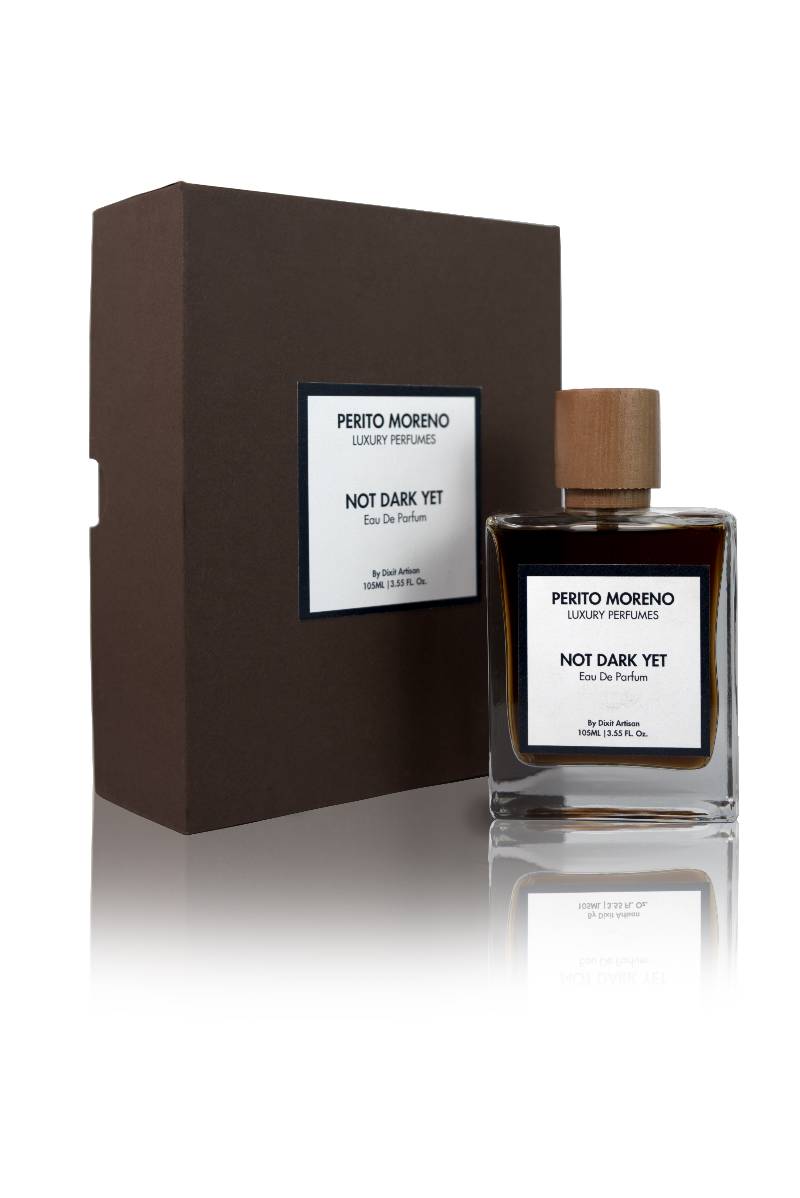 PERITO MORENO
LUXURY PERFUMES
NOT DARK YET
Eau De Parfum
By Dixit Artisan
105ML | 3.55 FL. Oz.
PERITO MORENO
LUXURY PERFUMES
NOT DARK YET
Eau De Parfum
By Dixit Artisan
105ML | 3.55 FL. Oz.